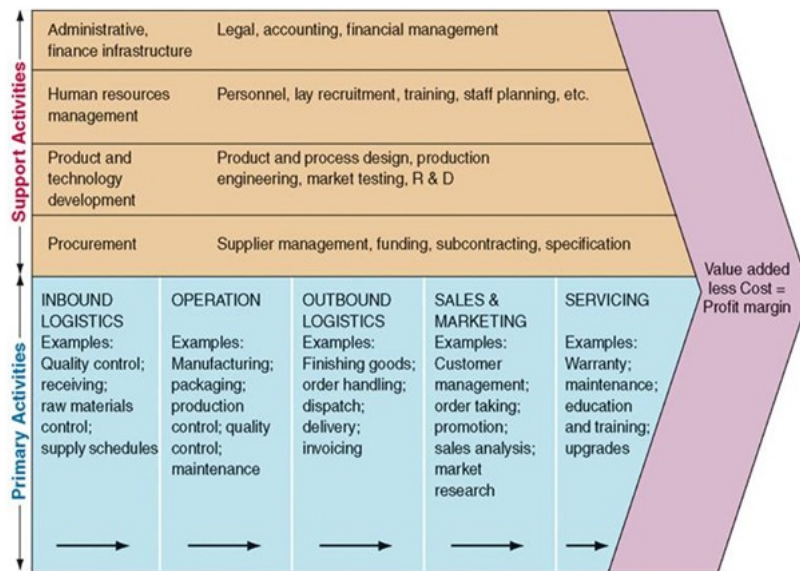 Support Activities
Administrative,
finance infrastructure
Legal, accounting, financial management
Human resources
management
Personnel, lay recruitment, training, staff planning, etc.
Product and
technology
development
Product and process design, production
engineering, market testing, R & D
Procurement
Supplier management, funding, subcontracting, specification
Primary Activities
INBOUND
LOGISTICS
Examples:
Quality control;
receiving;
raw materials
control;
supply schedules
OPERATION
Examples:
Manufacturing;
packaging;
production
control; quality
control;
maintenance
OUTBOUND
LOGISTICS
Examples:
Finishing goods;
order handling;
dispatch;
delivery;
invoicing
SALES &
MARKETING
Examples:
Customer
management;
order taking;
promotion;
sales analysis;
market
research
SERVICING
Examples:
Warranty;
maintenance;
education
and training;
upgrades
Value added
less Cost =
Profit margin